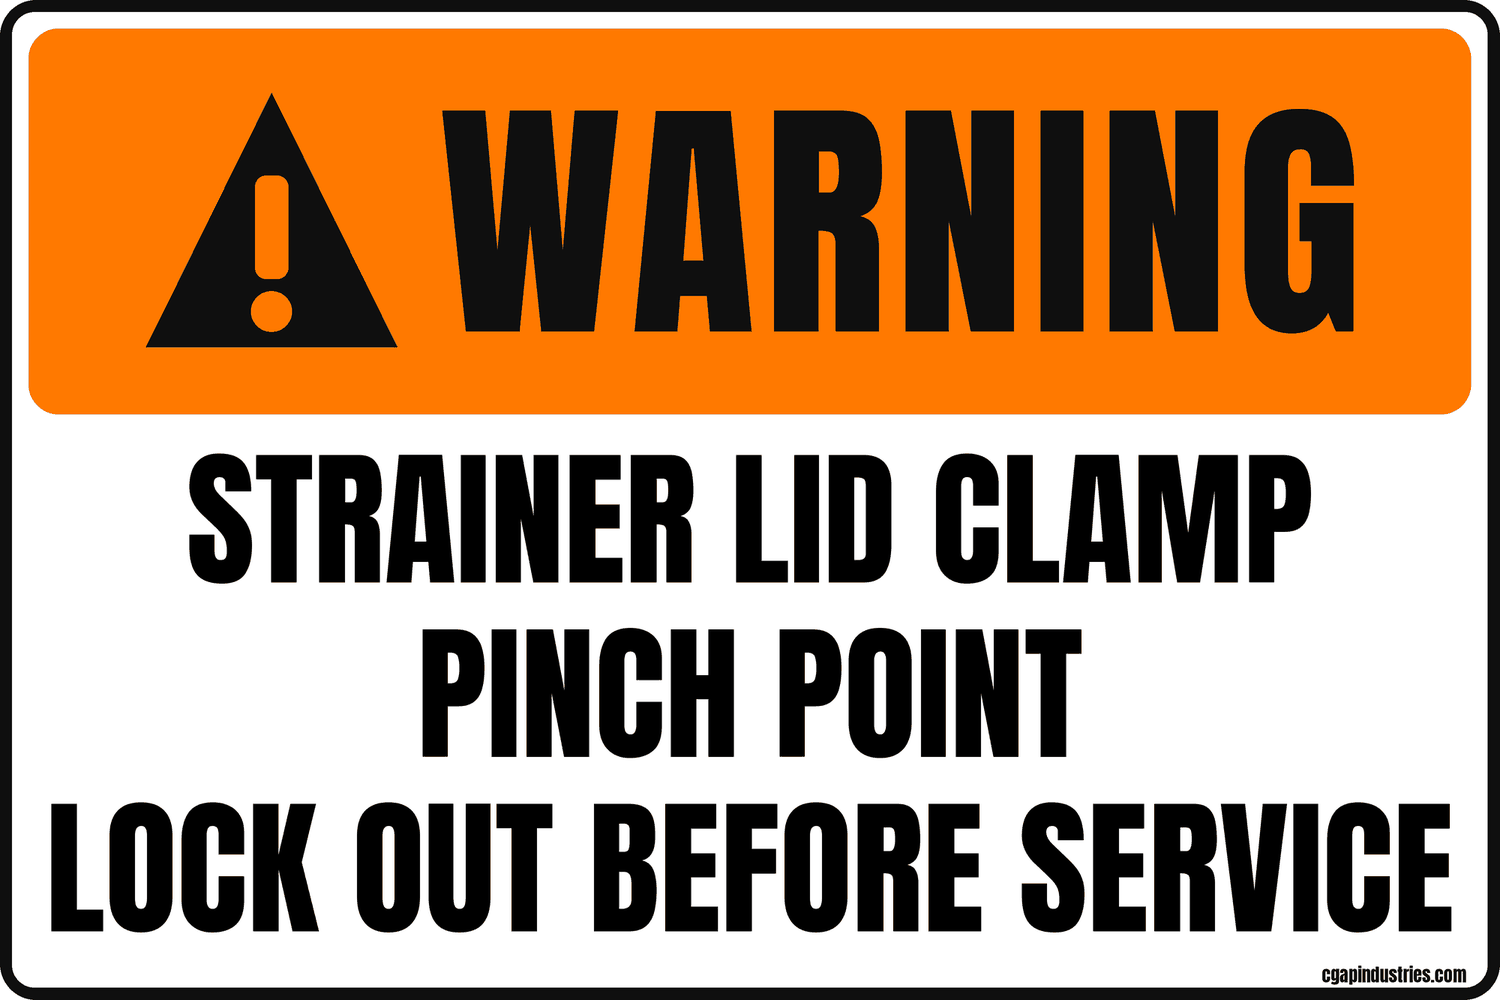 WARNING
STRAINER LID CLAMP
PINCH POINT
LOCK OUT BEFORE SERVICE
cgapindustries.com